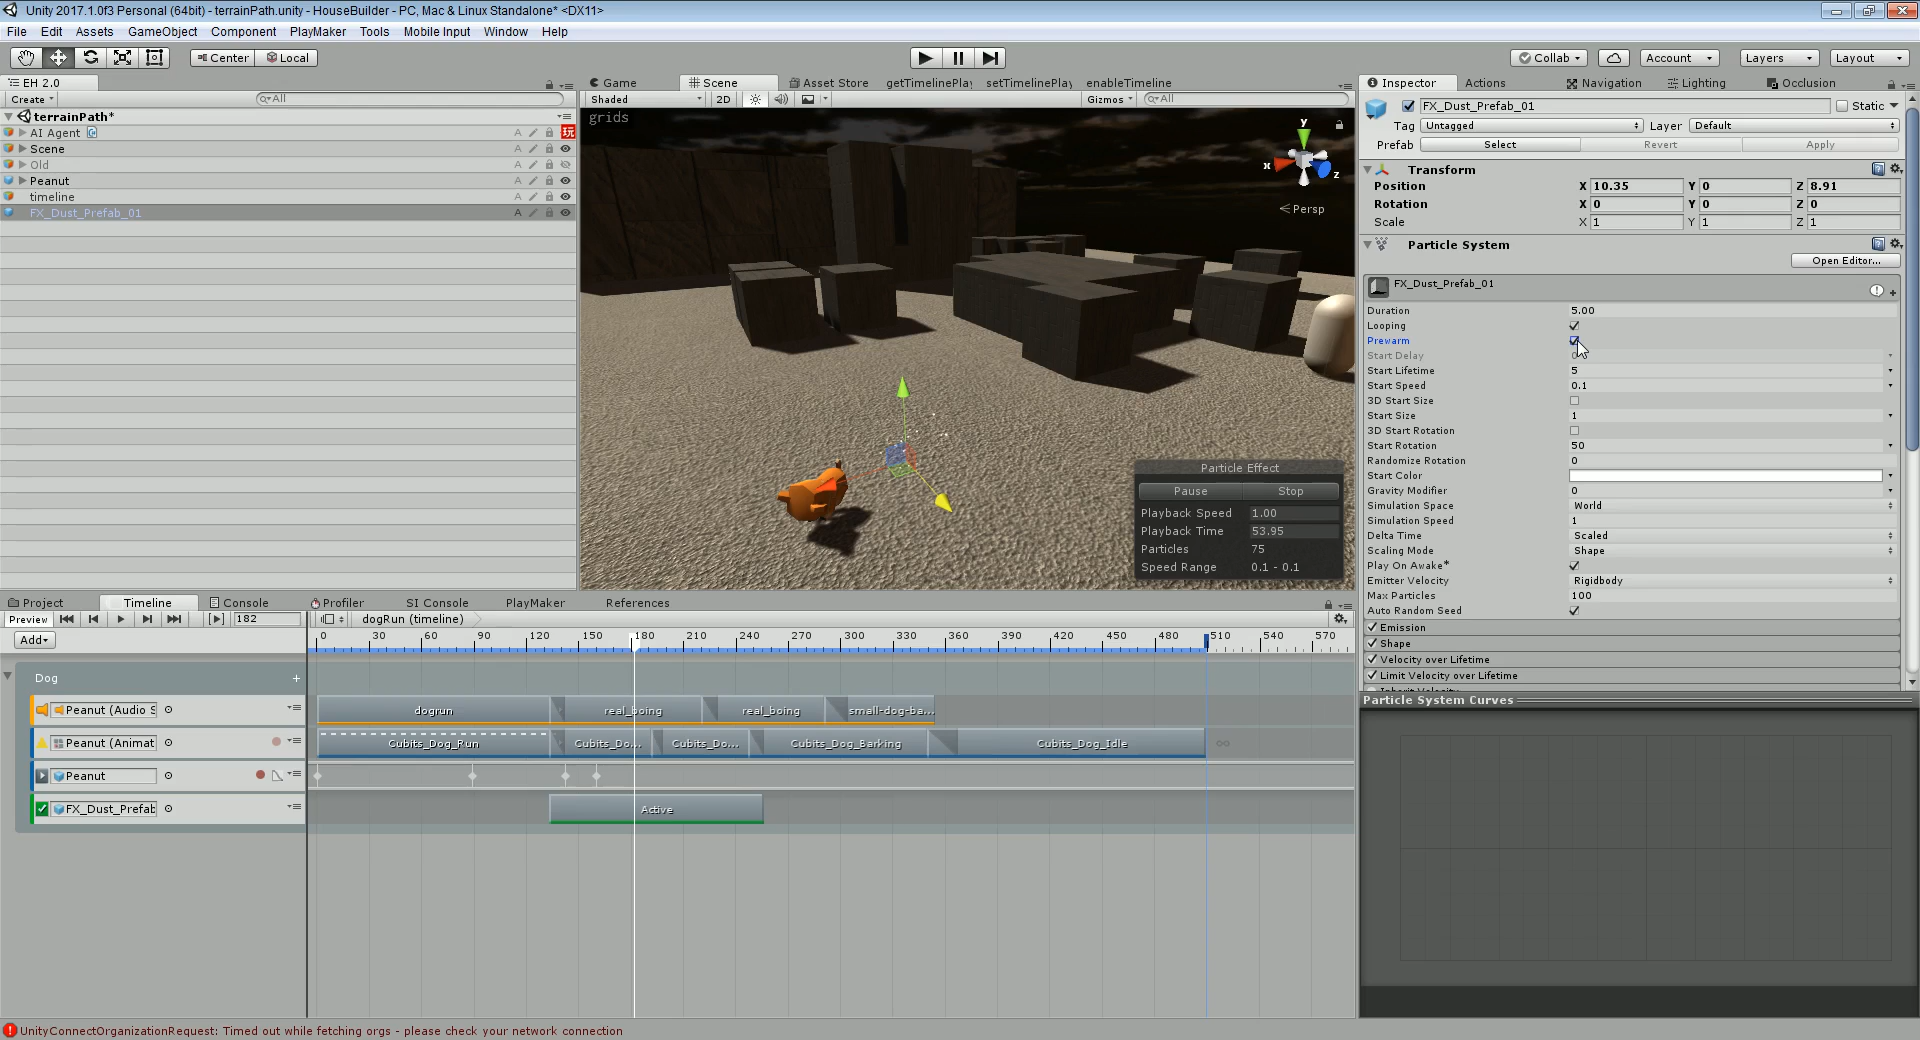 Unity 2017.1.0f3 Personal (64bit) - terrainPath.unity - HouseBuilder - PC, Mac & Linux Standalone* <DX11>
File Edit Assets GameObject Component PlayMaker Tools Mobile Input Window Help
Center Local Collab Account Layers Layout
EH 2.0
Create All
terrainPath*
AI Agent A 玩
Scene A
Old A
Peanut A
timeline A
FX_Dust_Prefab_01 A
Game Scene Asset Store getTimelinePlay setTimelinePlay enableTimeline
Shaded 2D Gizmos All
grids
y
x
z
Persp
Particle Effect
Pause Stop
Playback Speed 1.00
Playback Time 53.95
Particles 75
Speed Range 0.1 - 0.1
Inspector Actions Navigation Lighting Occlusion
FX_Dust_Prefab_01 Static
Tag Untagged Layer Default
Prefab Select Revert Apply
Transform
Position X 10.35 Y 0 Z 8.91
Rotation X 0 Y 0 Z 0
Scale X 1 Y 1 Z 1
Particle System
Open Editor...
FX_Dust_Prefab_01
Duration 5.00
Looping
Prewarm
Start Delay
Start Lifetime 5
Start Speed 0.1
3D Start Size
Start Size 1
3D Start Rotation
Start Rotation 50
Randomize Rotation 0
Start Color
Gravity Modifier 0
Simulation Space World
Simulation Speed 1
Delta Time Scaled
Scaling Mode Shape
Play On Awake*
Emitter Velocity Rigidbody
Max Particles 100
Auto Random Seed
Emission
Shape
Velocity over Lifetime
Limit Velocity over Lifetime
Particle System Curves
Project Timeline Console Profiler SI Console PlayMaker References
Preview 182 dogRun (timeline)
Add
0 30 60 90 120 150 180 210 240 270 300 330 360 390 420 450 480 510 540 570
Dog
Peanut (Audio S dogrun real_boing real_boing small-dog-ba...
Peanut (Animat Cubits_Dog_Run Cubits_Do... Cubits_Do... Cubits_Dog_Barking Cubits_Dog_Idle
Peanut
FX_Dust_Prefab Active
UnityConnectOrganizationRequest: Timed out while fetching orgs - please check your network connection